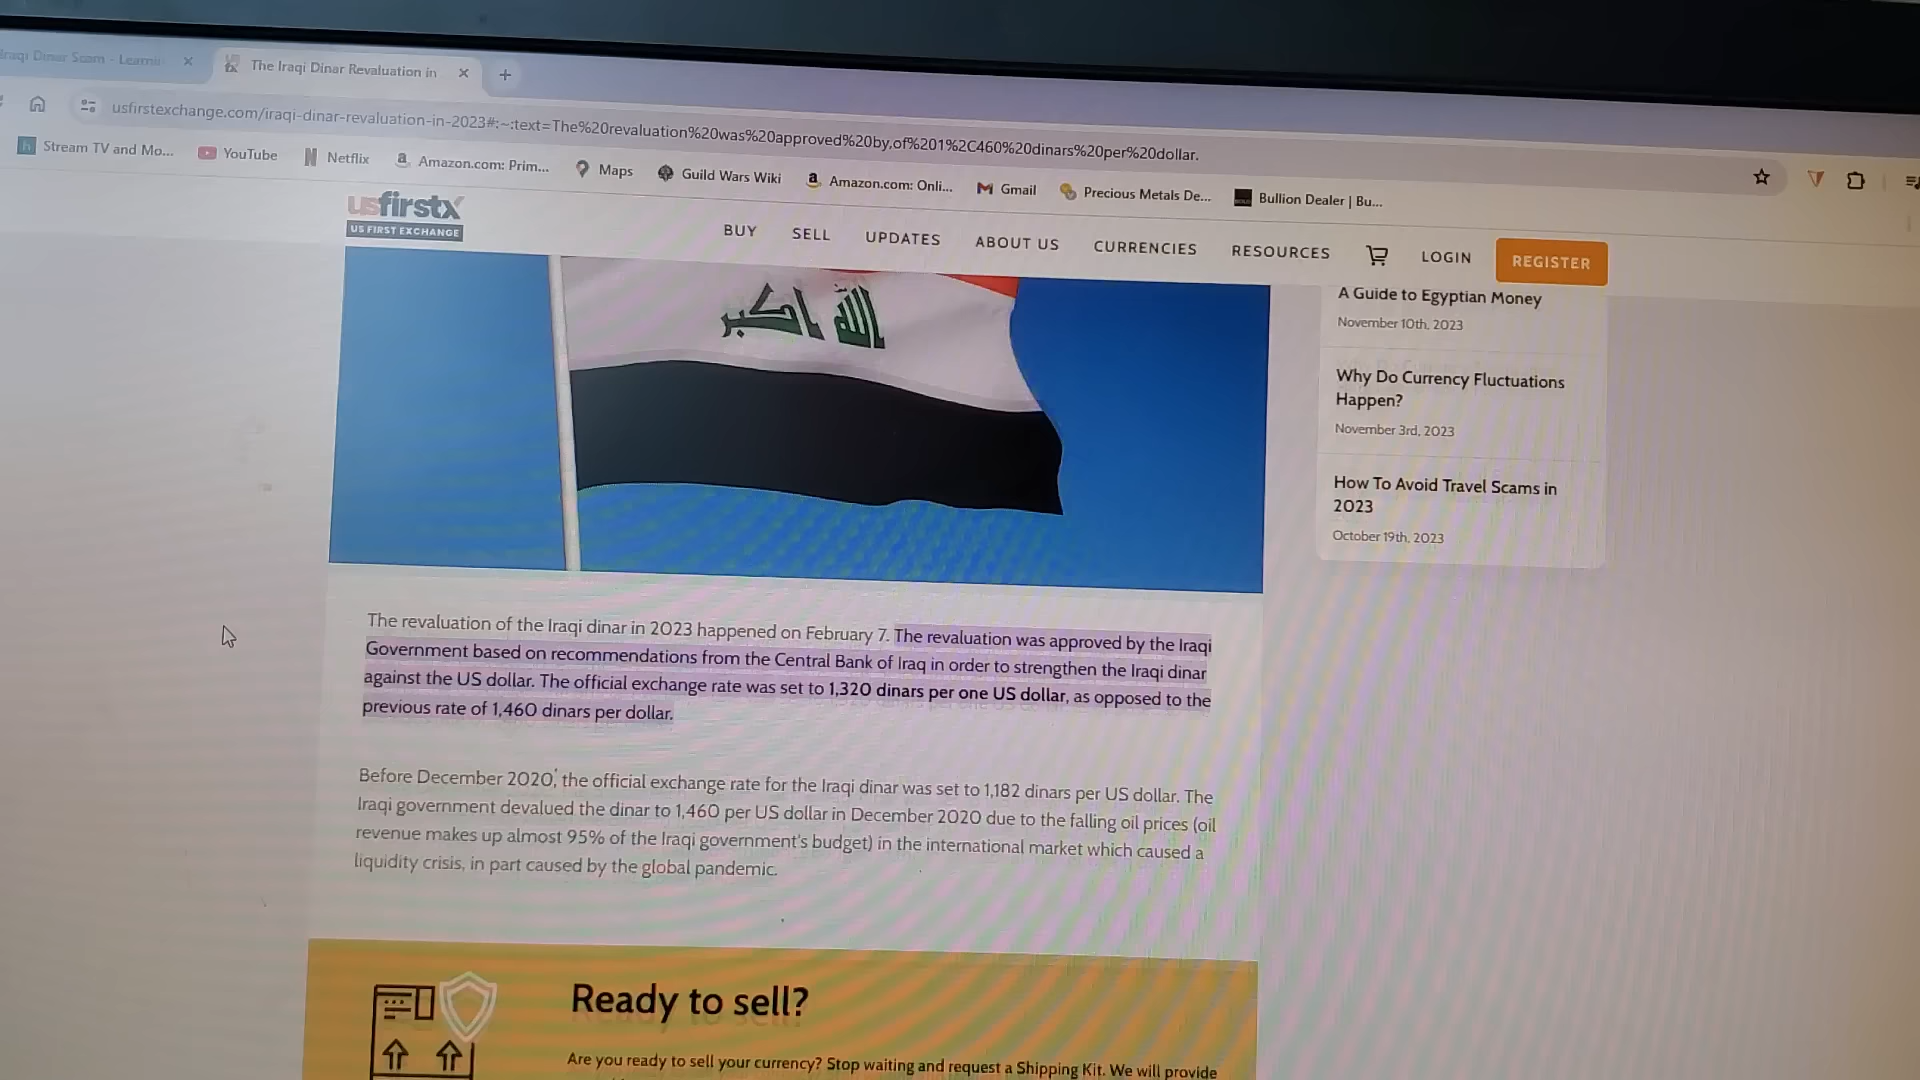 Iraqi Dinar Scam - Learni
The Iraqi Dinar Revaluation in
usfirstexchange.com/iraqi-dinar-revaluation-in-2023#:~:text=The%20revaluation%20was%20approved%20by,of%201%2C460%20dinars%20per%20dollar.
Stream TV and Mo... YouTube Netflix Amazon.com: Prim... Maps Guild Wars Wiki Amazon.com: Onli... Gmail Precious Metals De... Bullion Dealer | Bu...
usfirstx
US FIRST EXCHANGE
BUY SELL UPDATES ABOUT US CURRENCIES RESOURCES LOGIN REGISTER
الله اكبر
A Guide to Egyptian Money
November 10th, 2023
Why Do Currency Fluctuations
Happen?
November 3rd, 2023
How To Avoid Travel Scams in
2023
October 19th, 2023
The revaluation of the Iraqi dinar in 2023 happened on February 7. The revaluation was approved by the Iraqi
Government based on recommendations from the Central Bank of Iraq in order to strengthen the Iraqi dinar
against the US dollar. The official exchange rate was set to 1,320 dinars per one US dollar, as opposed to the
previous rate of 1,460 dinars per dollar.
Before December 2020, the official exchange rate for the Iraqi dinar was set to 1,182 dinars per US dollar. The
Iraqi government devalued the dinar to 1,460 per US dollar in December 2020 due to the falling oil prices (oil
revenue makes up almost 95% of the Iraqi government's budget) in the international market which caused a
liquidity crisis, in part caused by the global pandemic.
Ready to sell?
Are you ready to sell your currency? Stop waiting and request a Shipping Kit. We will provide